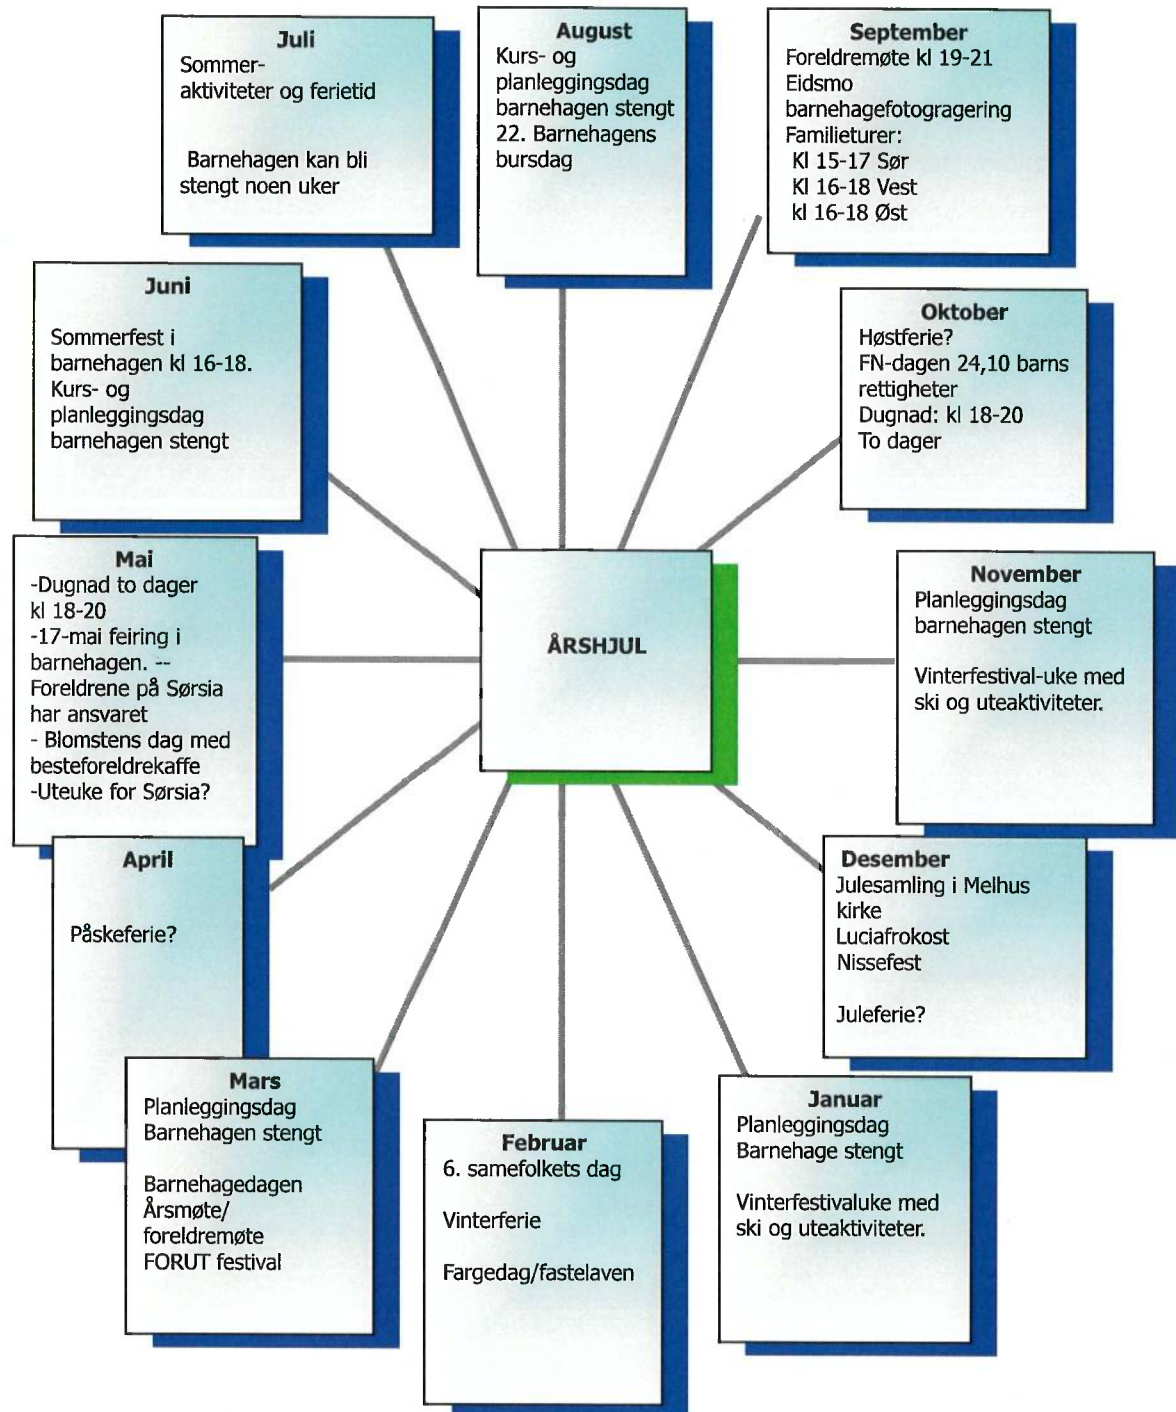 Juli
Sommer-
aktiviteter og ferietid
Barnehagen kan bli
stengt noen uker
August
Kurs- og
planleggingsdag
barnehagen stengt
22. Barnehagens
bursdag
September
Foreldremøte kl 19-21
Eidsmo
barnehagefotogragering
Familieturer:
Kl 15-17 Sør
Kl 16-18 Vest
kl 16-18 Øst
Juni
Sommerfest i
barnehagen kl 16-18.
Kurs- og
planleggingsdag
barnehagen stengt
Oktober
Høstferie?
FN-dagen 24,10 barns
rettigheter
Dugnad: kl 18-20
To dager
Mai
-Dugnad to dager
kl 18-20
-17-mai feiring i
barnehagen. --
Foreldrene på Sørsia
har ansvaret
- Blomstens dag med
besteforeldrekaffe
-Uteuke for Sørsia?
ÅRSHJUL
November
Planleggingsdag
barnehagen stengt
Vinterfestival-uke med
ski og uteaktiviteter.
April
Påskeferie?
Desember
Julesamling i Melhus
kirke
Luciafrokost
Nissefest
Juleferie?
Mars
Planleggingsdag
Barnehagen stengt
Barnehagedagen
Årsmøte/
foreldremøte
FORUT festival
Februar
6. samefolkets dag
Vinterferie
Fargedag/fastelaven
Januar
Planleggingsdag
Barnehage stengt
Vinterfestivaluke med
ski og uteaktiviteter.